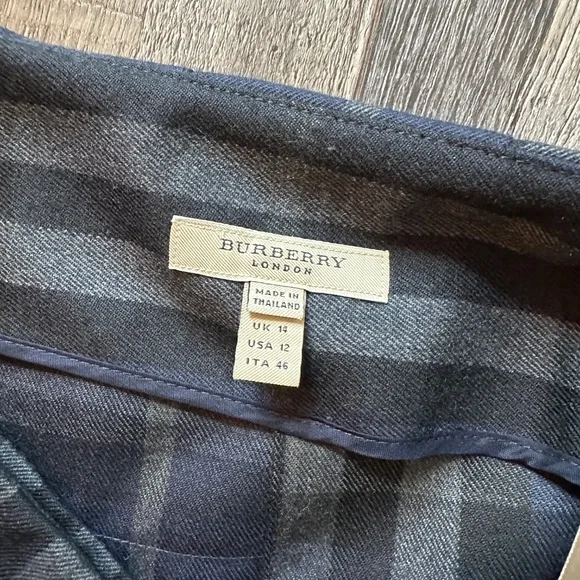 BURBERRY
LONDON
MADE IN
THAILAND
UK 14
USA 12
ITA 46